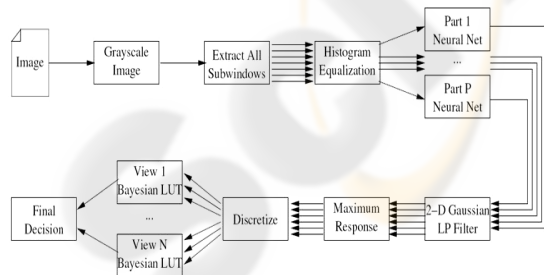 Image
Grayscale
Image
Extract All
Subwindows
Histogram
Equalization
Part 1
Neural Net
...
Part P
Neural Net
2-D Gaussian
LP Filter
Maximum
Response
Discretize
View 1
Bayesian LUT
...
View N
Bayesian LUT
Final
Decision